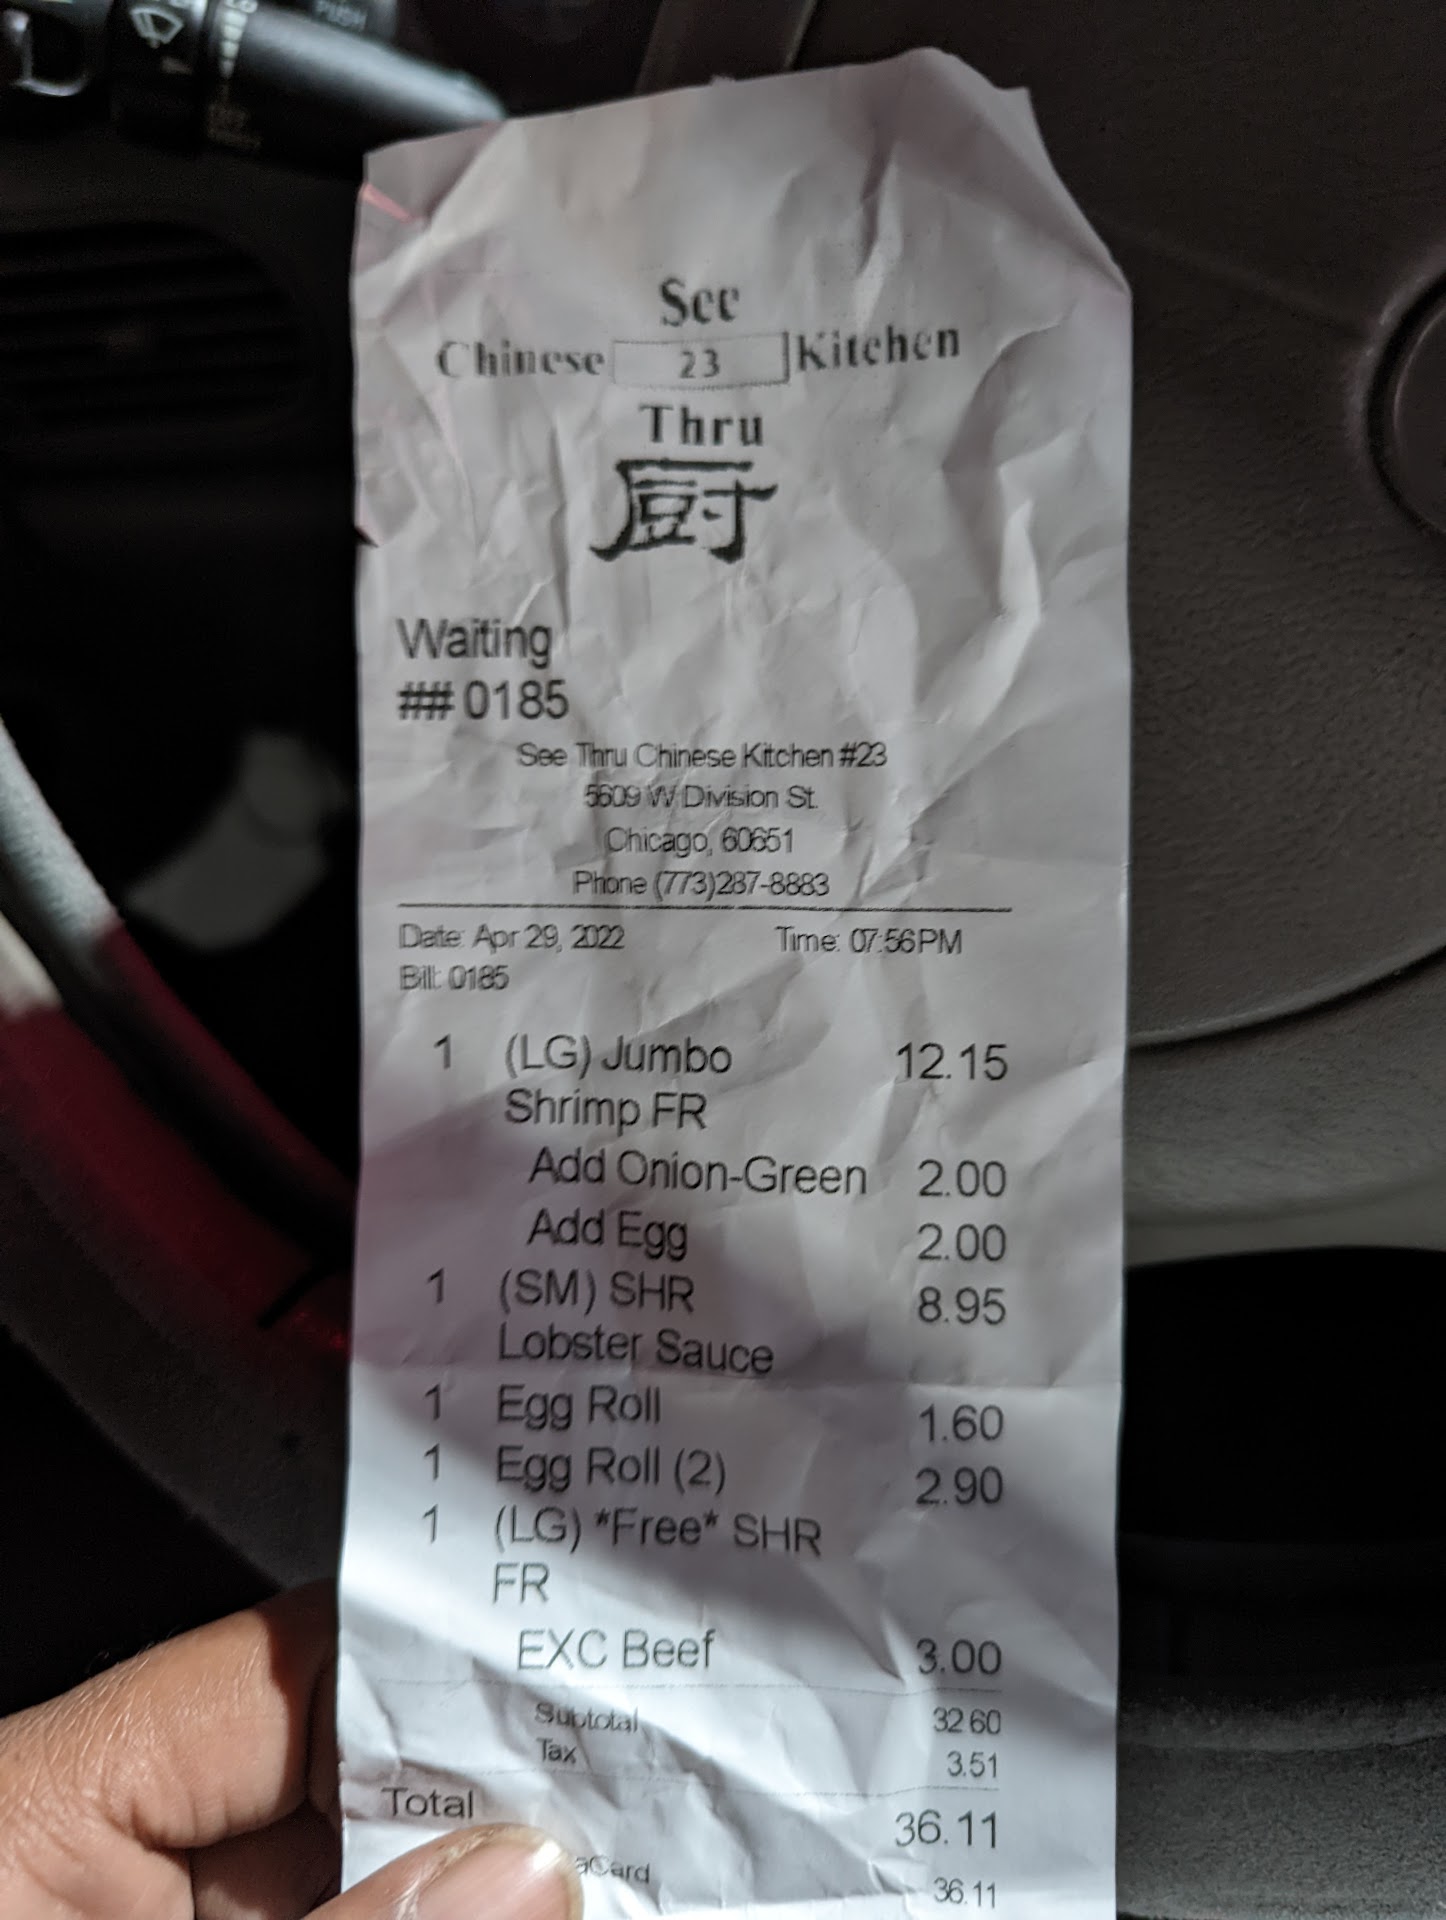 PUSH
See
Chinese 23 Kitchen
Thru
厨
Waiting
## 0185
See Thru Chinese Kitchen #23
5609 W Division St.
Chicago, 60651
Phone (773)287-8883
Date: Apr 29, 2022 Time: 07:56PM
Bill: 0185
1 (LG) Jumbo 12.15
Shrimp FR
Add Onion-Green 2.00
Add Egg 2.00
1 (SM) SHR 8.95
Lobster Sauce
1 Egg Roll 1.60
1 Egg Roll (2) 2.90
1 (LG) *Free* SHR
FR
EXC Beef 3.00
Subtotal 32.60
Tax 3.51
Total 36.11
aCard 36.11